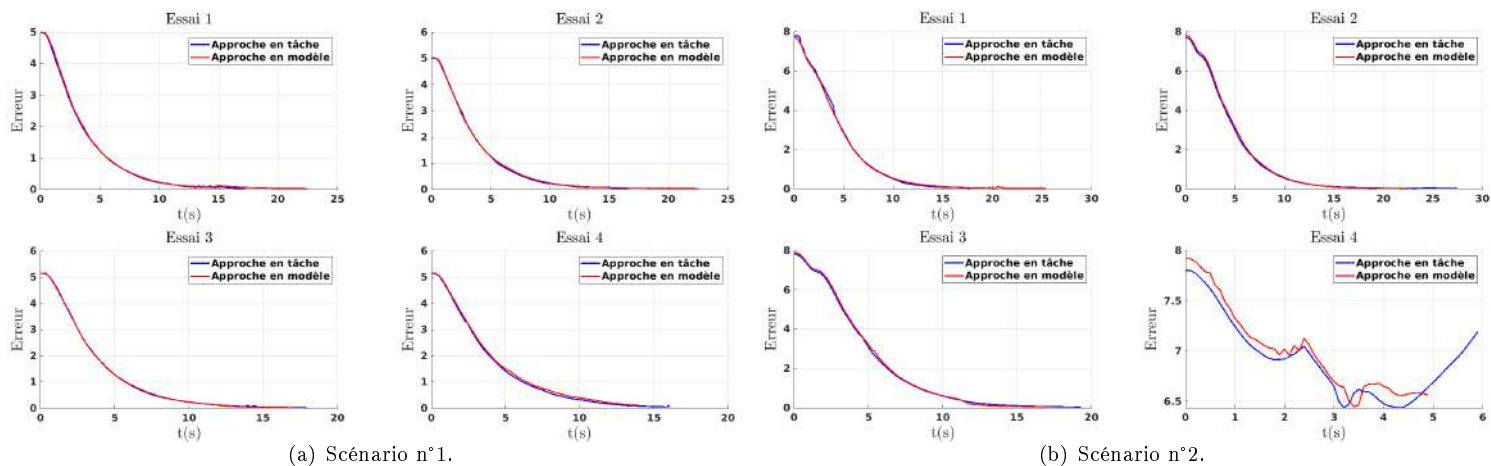 Essai 1
Erreur
5
4
3
2
1
0
Approche en tâche
Approche en modèle
0 5 10 15 20 25
t(s)
Essai 2
Erreur
6
5
4
3
2
1
0
Approche en tâche
Approche en modèle
0 5 10 15 20 25
t(s)
Essai 3
Erreur
6
5
4
3
2
1
0
Approche en tâche
Approche en modèle
0 5 10 15 20
t(s)
Essai 4
Erreur
6
5
4
3
2
1
0
Approche en tâche
Approche en modèle
0 5 10 15 20
t(s)
(a) Scénario n°1.
Essai 1
Erreur
8
6
4
2
0
Approche en tâche
Approche en modèle
0 5 10 15 20 25 30
t(s)
Essai 2
Erreur
8
6
4
2
0
Approche en tâche
Approche en modèle
0 5 10 15 20 25 30
t(s)
Essai 3
Erreur
8
6
4
2
0
Approche en tâche
Approche en modèle
0 5 10 15 20
t(s)
Essai 4
Erreur
8
7.5
7
6.5
Approche en tâche
Approche en modèle
0 1 2 3 4 5 6
t(s)
(b) Scénario n°2.